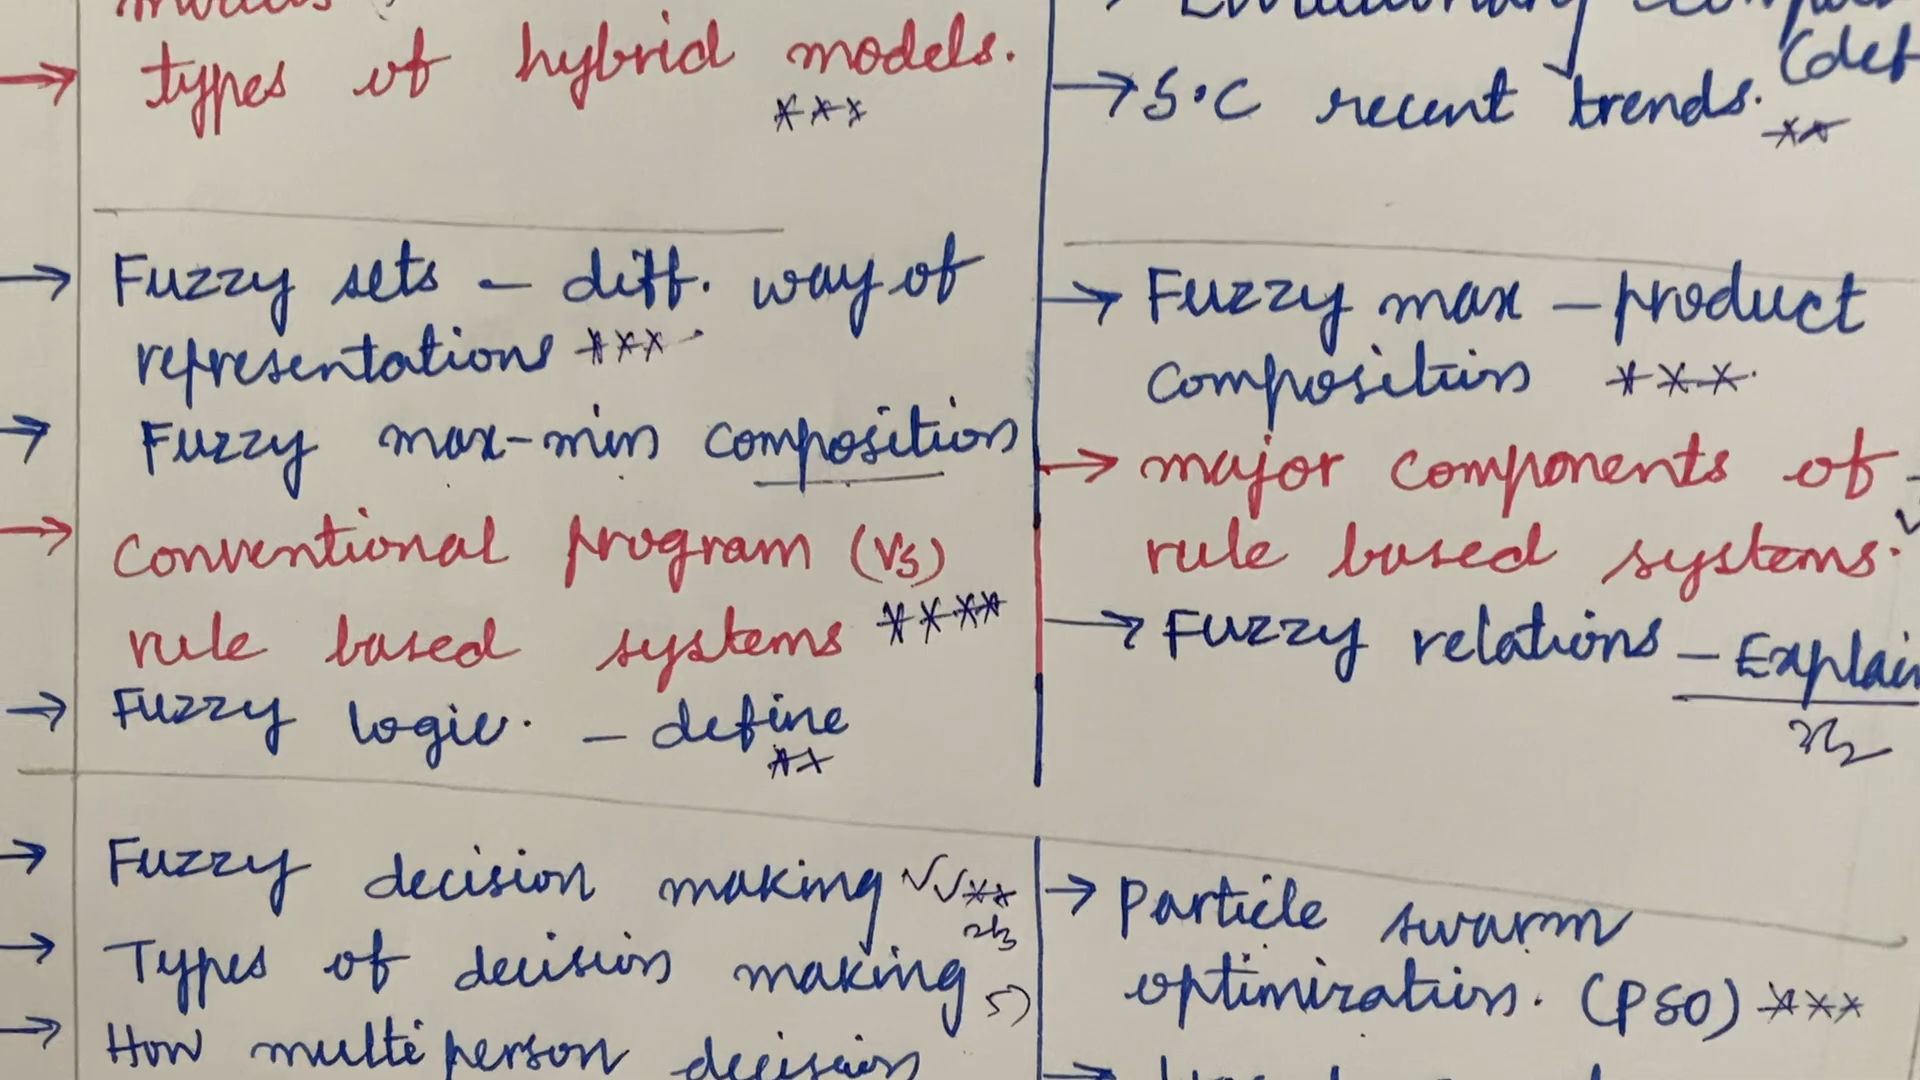 → types of hybrid models.
***
→ Fuzzy sets – diff. way of
representations ***
→ Fuzzy max-min composition
→ Conventional program (vs)
rule based systems ****
→ Fuzzy logic. – define
**
→ Fuzzy decision making √√**
→ Types of decision making
→ How multi person decision
→ S.C recent trends.
**
→ Fuzzy max – product
composition ***
→ major components of
rule based systems.
→ Fuzzy relations – Explain
→ Particle swarm
optimization. (PSO) ***